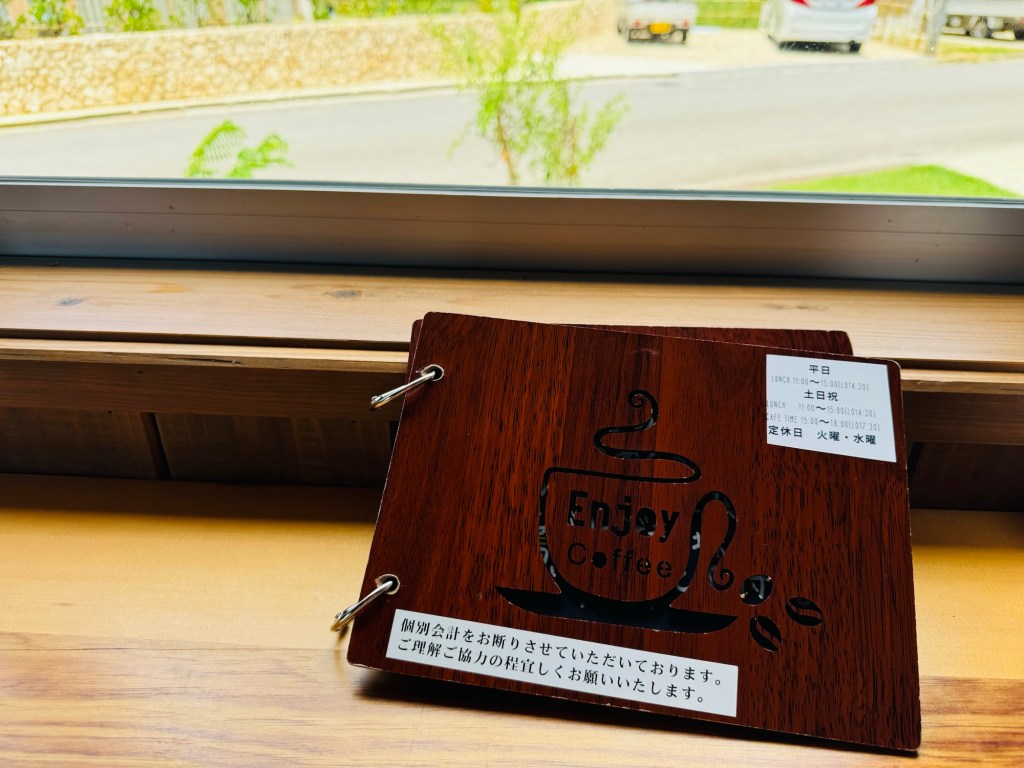 平日
LUNCH 11:00〜15:00(LO14:30)
土日祝
LUNCH 11:00〜15:00(LO14:30)
CAFE TIME 15:00〜18:00(LO17:30)
定休日 火曜・水曜
Enjoy
Coffee
個別会計をお断りさせていただいております。
ご理解ご協力の程宜しくお願いいたします。